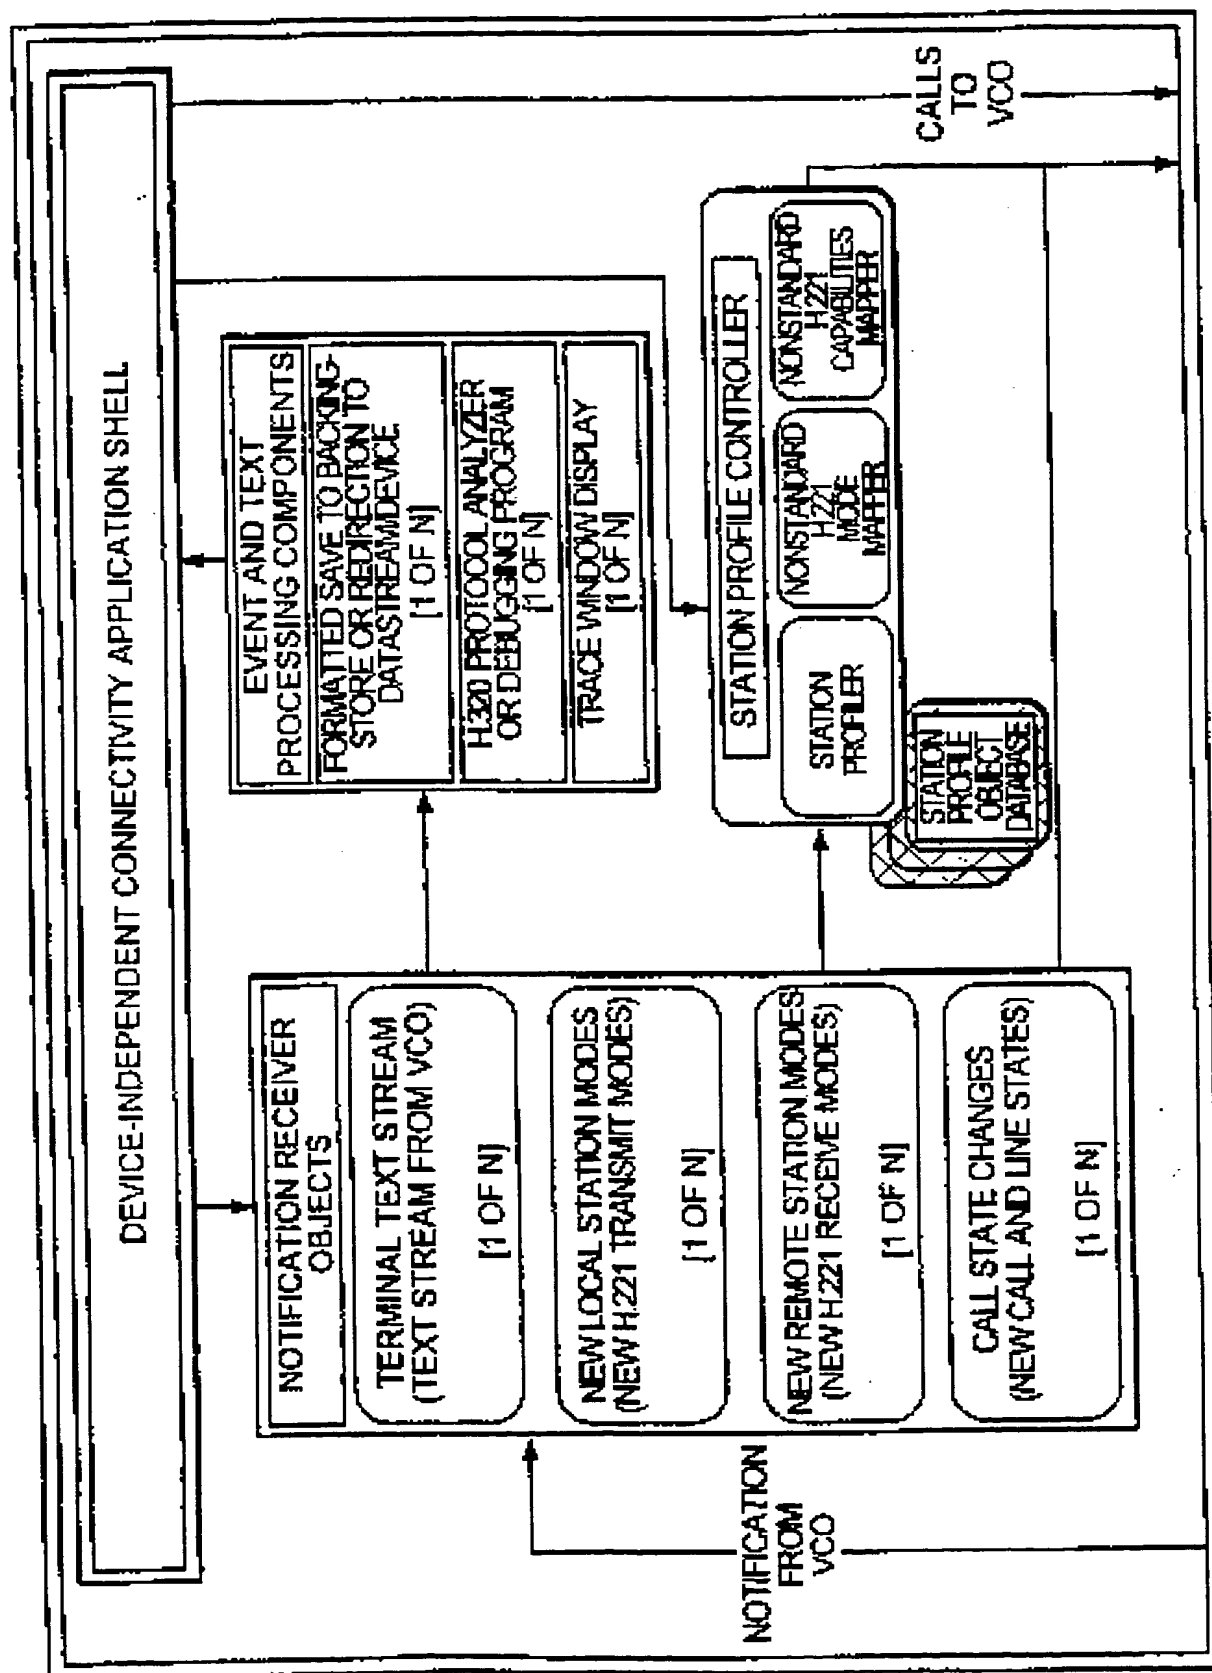 DEVICE-INDEPENDENT CONNECTIVITY APPLICATION SHELL
NOTIFICATION RECEIVER
OBJECTS
TERMINAL TEXT STREAM
(TEXT STREAM FROM VCO)
[1 OF N]
NEW LOCAL STATION MODES
(NEW H.221 TRANSMIT MODES)
[1 OF N]
NEW REMOTE STATION MODES
(NEW H.221 RECEIVE MODES)
[1 OF N]
CALL STATE CHANGES
(NEW CALL AND LINE STATES)
[1 OF N]
NOTIFICATION
FROM
VCO
EVENT AND TEXT
PROCESSING COMPONENTS
FORMATTED SAVE TO BACKING-
STORE OR REDIRECTION TO
DATASTREAM/DEVICE
[1 OF N]
H.320 PROTOCOL ANALYZER
OR DEBUGGING PROGRAM
[1 OF N]
TRACE WINDOW DISPLAY
[1 OF N]
STATION PROFILE CONTROLLER
STATION
PROFILER
NONSTANDARD
H.221
MODE
MAPPER
NONSTANDARD
H.221
CAPABILITIES
MAPPER
STATION
PROFILE
OBJECT
DATABASE
CALLS
TO
VCO